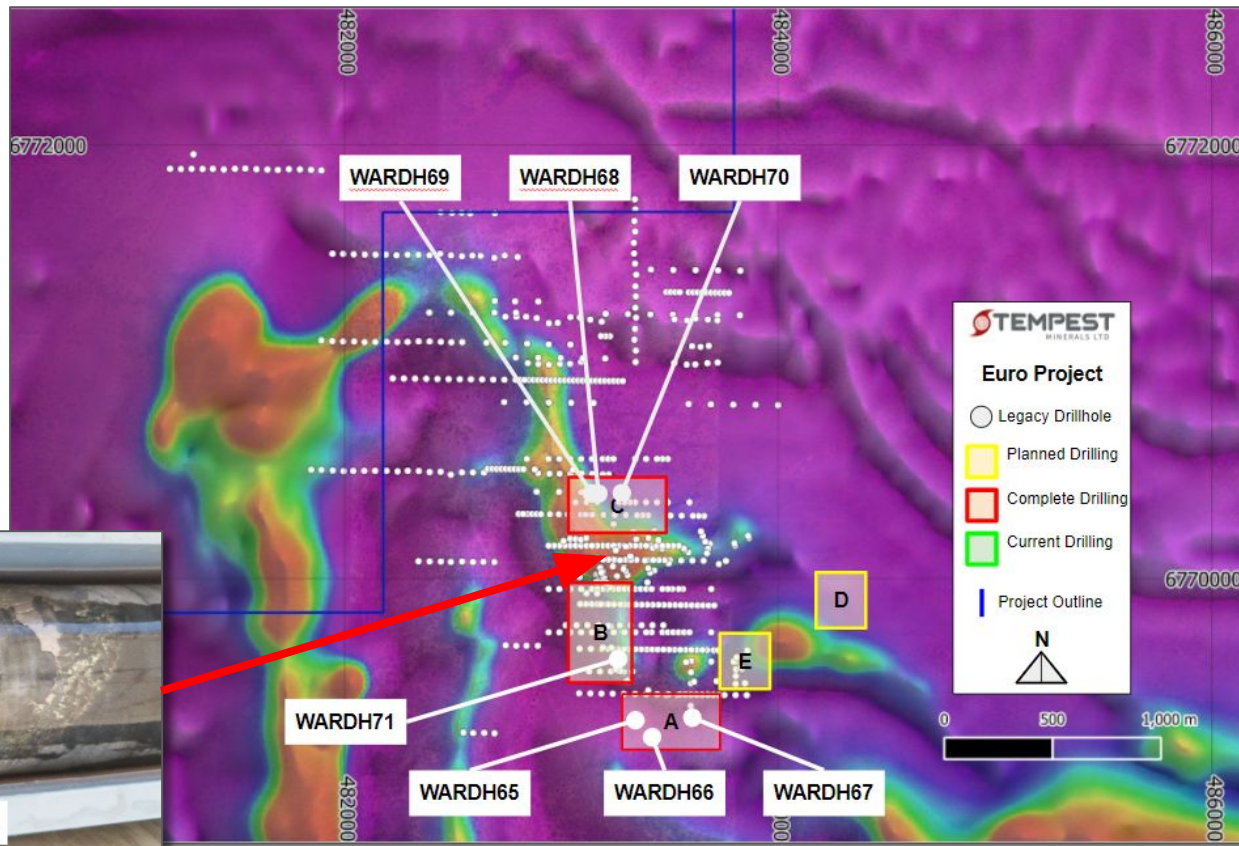 482000
484000
486000
6772000
6772000
WARDH69
WARDH68
WARDH70
TEMPEST
MINERALS LTD
Euro Project
Legacy Drillhole
Planned Drilling
Complete Drilling
Current Drilling
Project Outline
N
C
6770000
D
B
E
WARDH71
A
0
500
1,000 m
WARDH65
WARDH66
WARDH67
482000
484000
486000